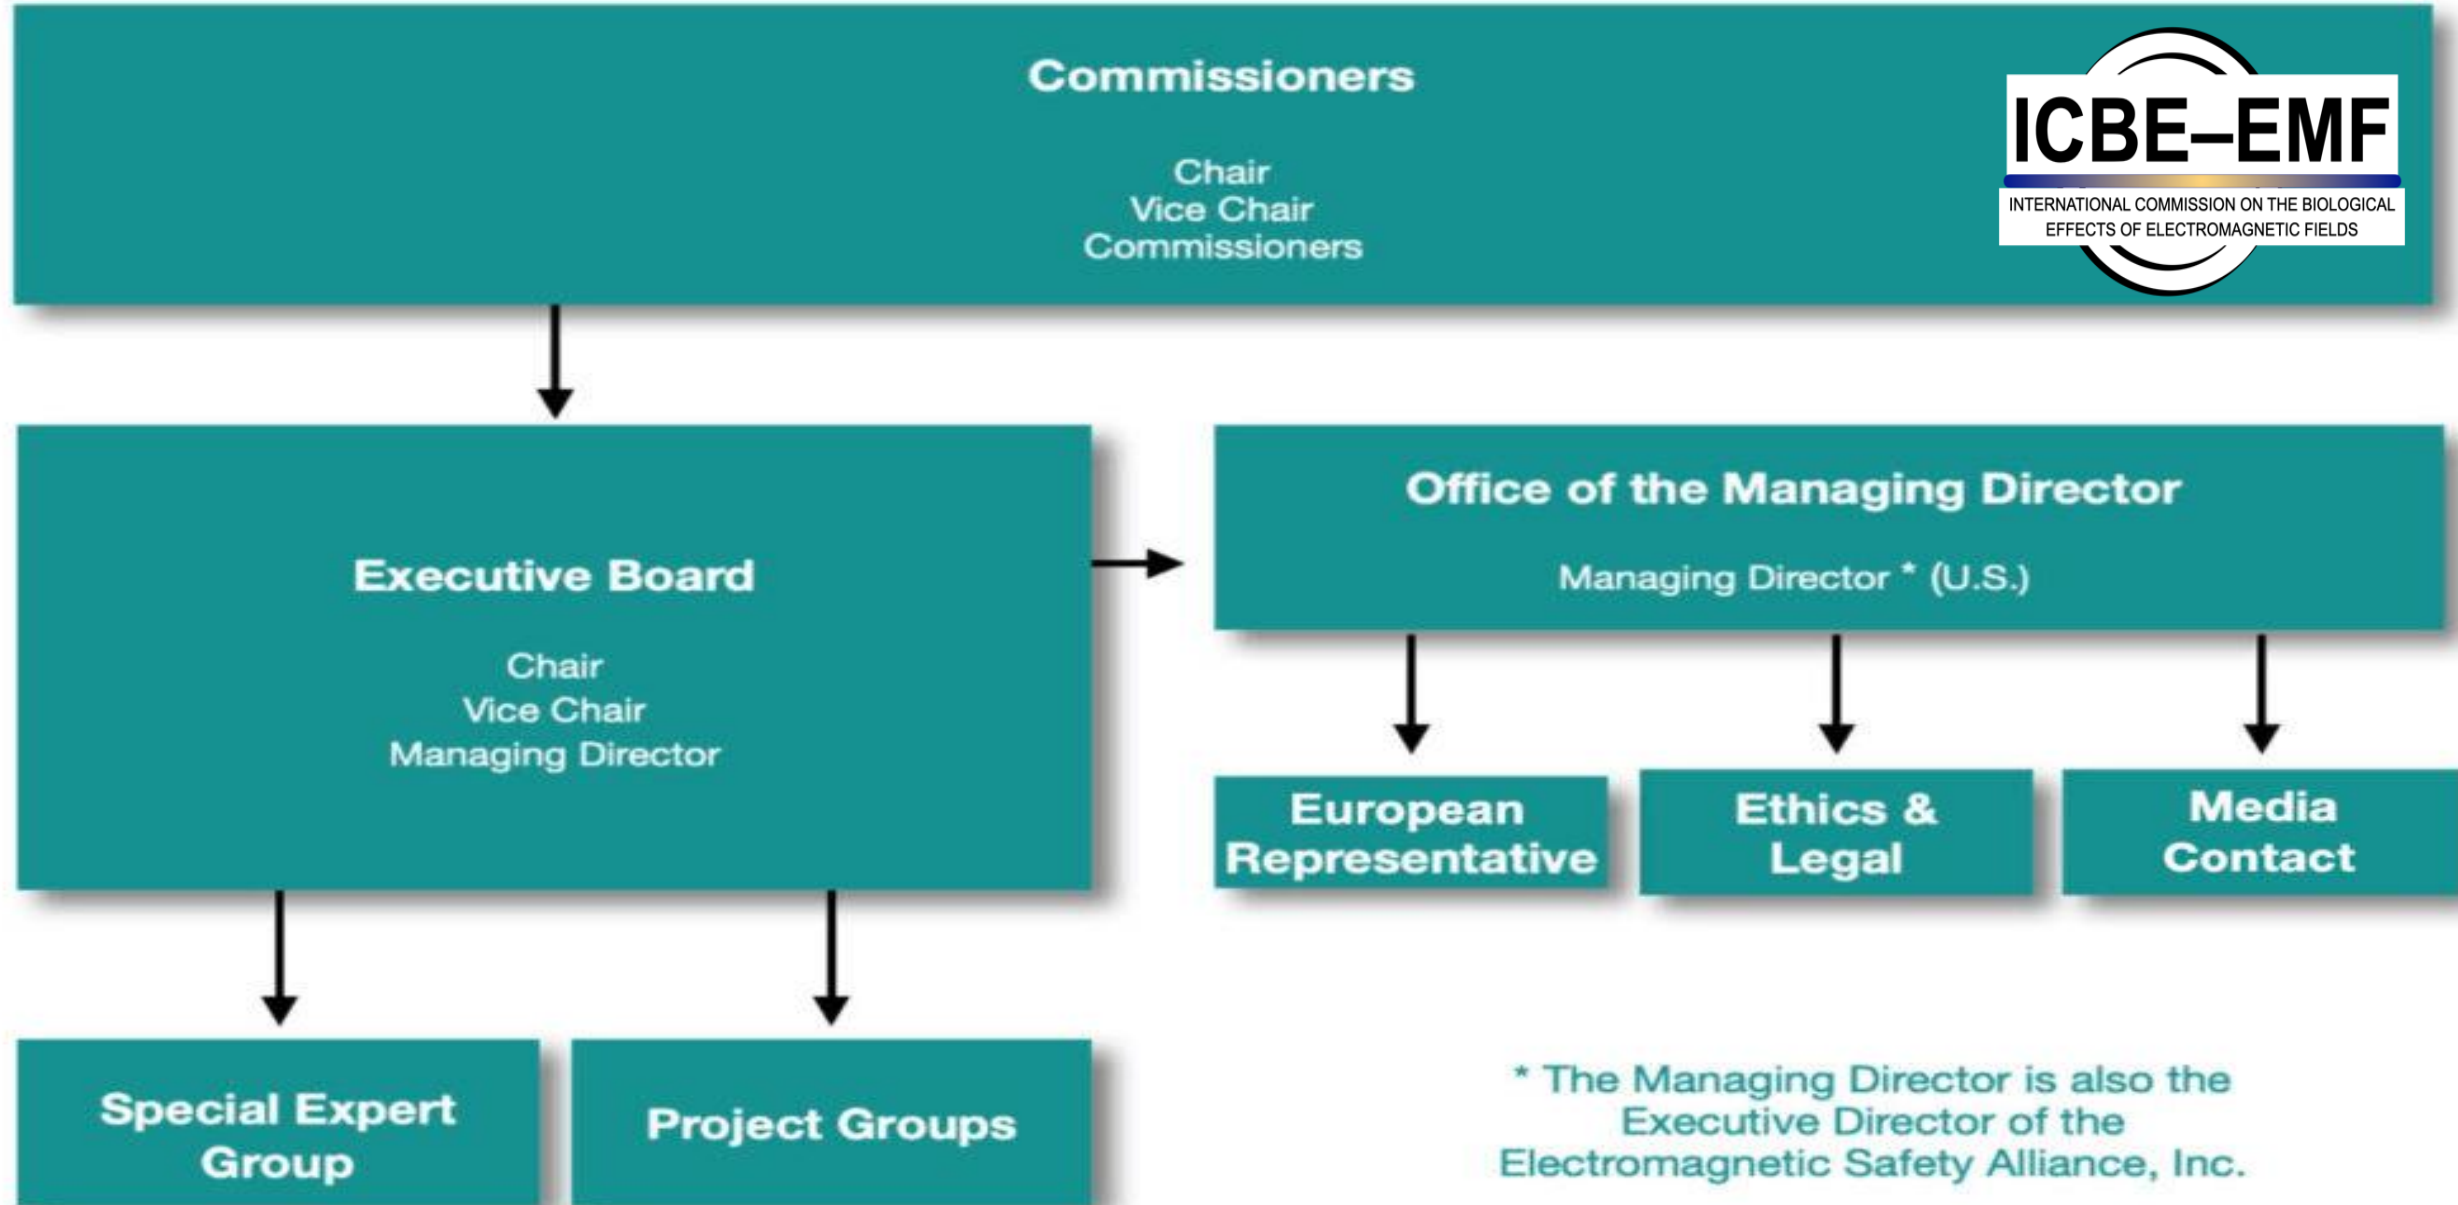 Commissioners
Chair
Vice Chair
Commissioners
ICBE–EMF
INTERNATIONAL COMMISSION ON THE BIOLOGICAL
EFFECTS OF ELECTROMAGNETIC FIELDS
Executive Board
Chair
Vice Chair
Managing Director
Office of the Managing Director
Managing Director * (U.S.)
European
Representative
Ethics &
Legal
Media
Contact
Special Expert
Group
Project Groups
* The Managing Director is also the
Executive Director of the
Electromagnetic Safety Alliance, Inc.